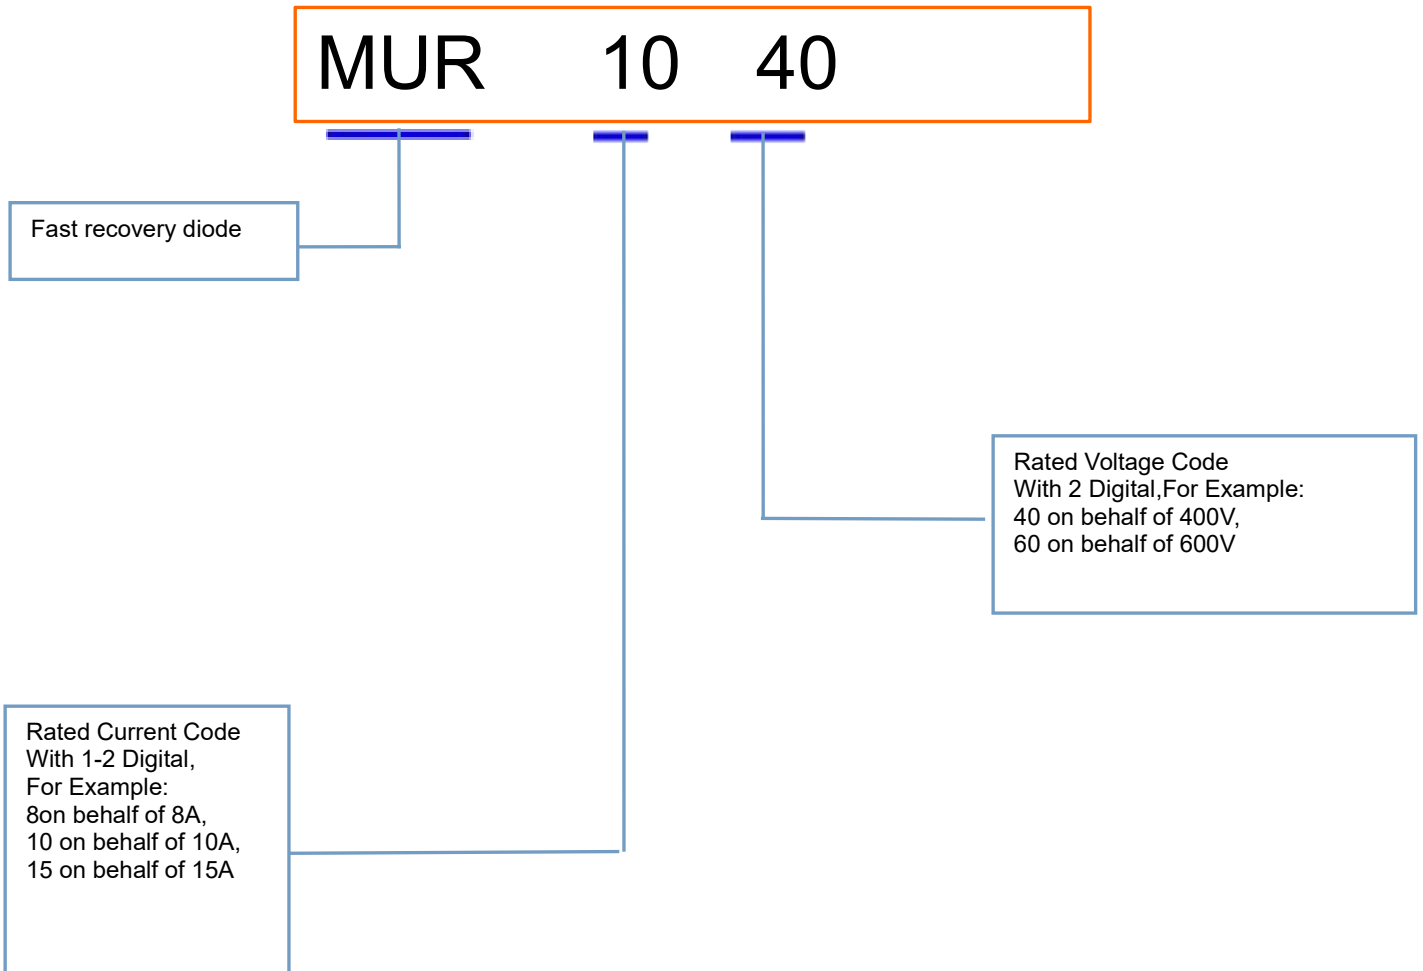 MUR 10 40
Fast recovery diode
Rated Voltage Code
With 2 Digital,For Example:
40 on behalf of 400V,
60 on behalf of 600V
Rated Current Code
With 1-2 Digital,
For Example:
8on behalf of 8A,
10 on behalf of 10A,
15 on behalf of 15A